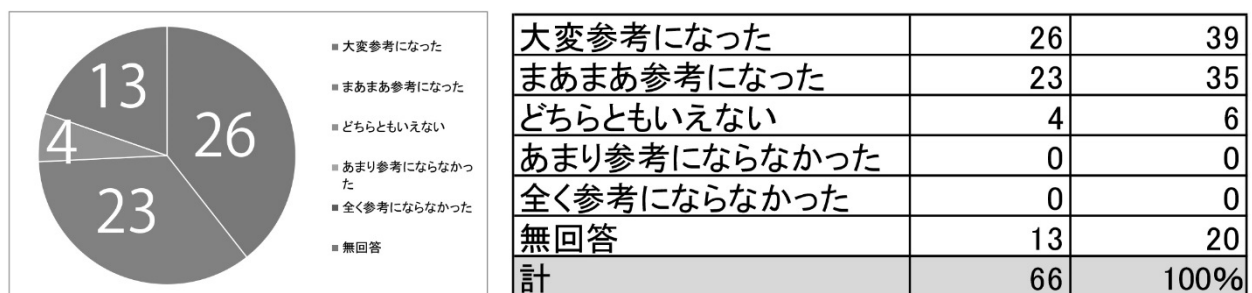 13
26
4
23
■大変参考になった
■まあまあ参考になった
■どちらともいえない
■あまり参考にならなかっ
た
■全く参考にならなかった
■無回答
大変参考になった 26 39
まあまあ参考になった 23 35
どちらともいえない 4 6
あまり参考にならなかった 0 0
全く参考にならなかった 0 0
無回答 13 20
計 66 100%